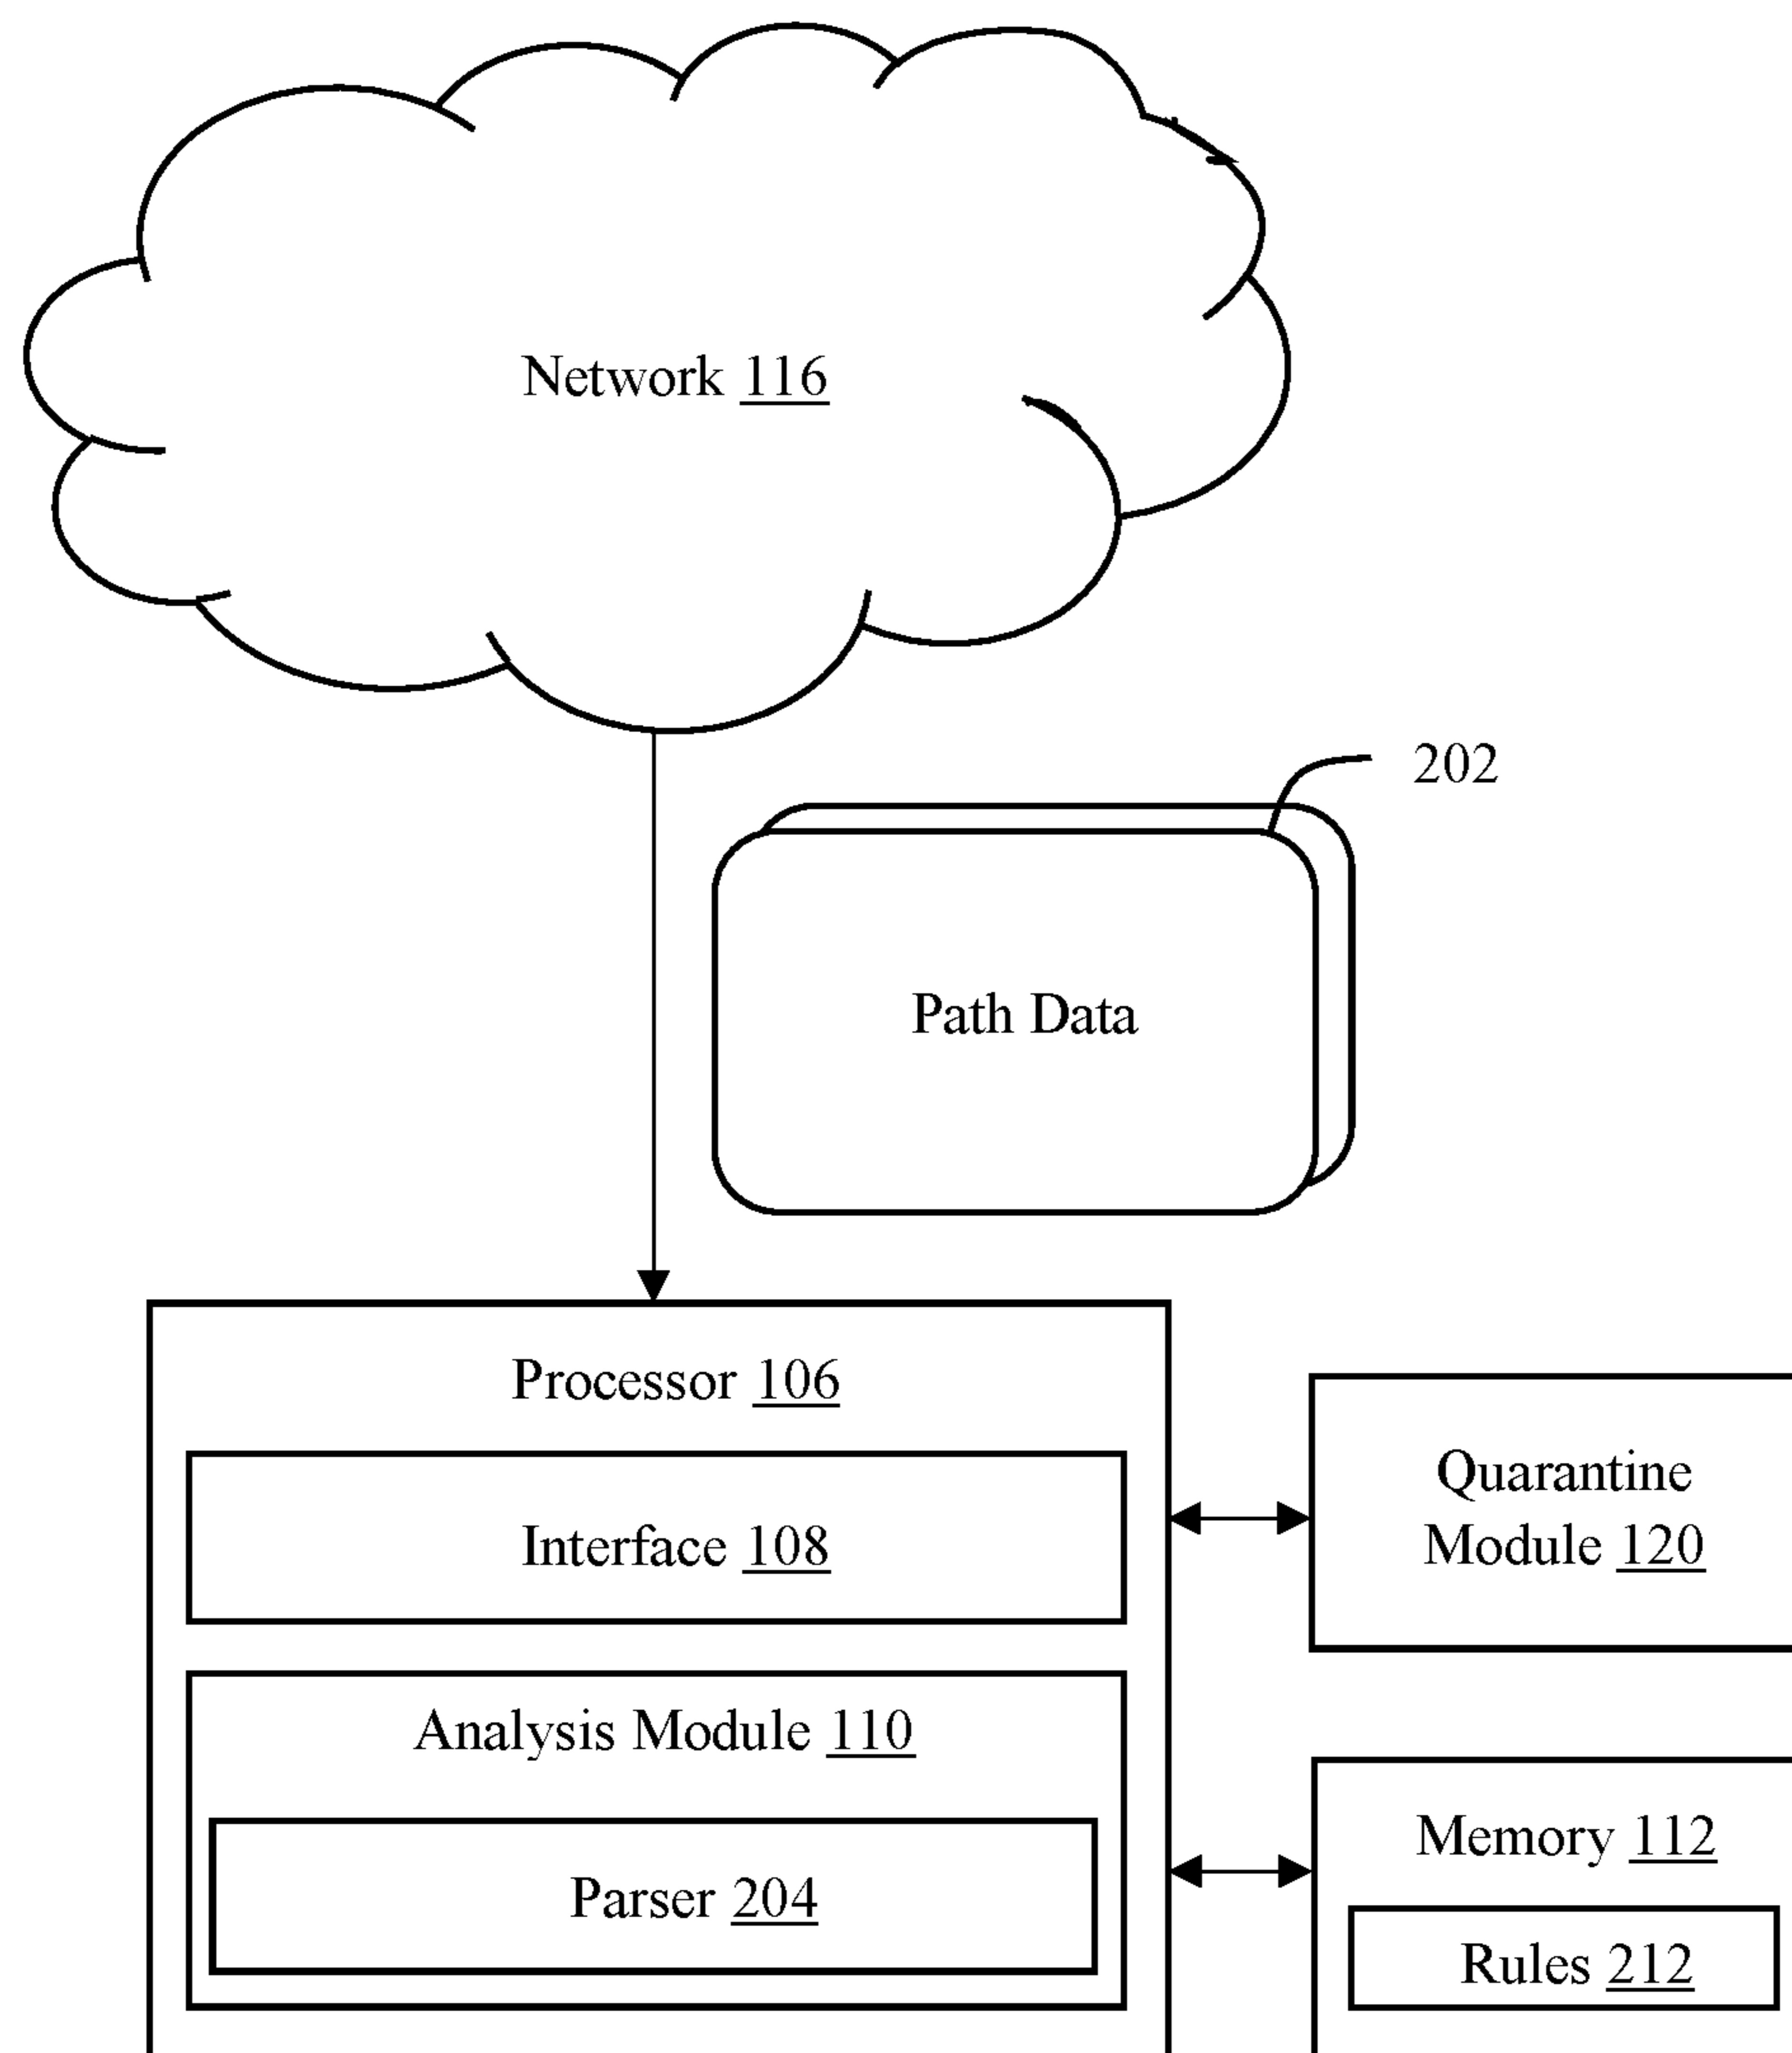 Network 116
202
Path Data
Processor 106
Interface 108
Analysis Module 110
Parser 204
Quarantine
Module 120
Memory 112
Rules 212